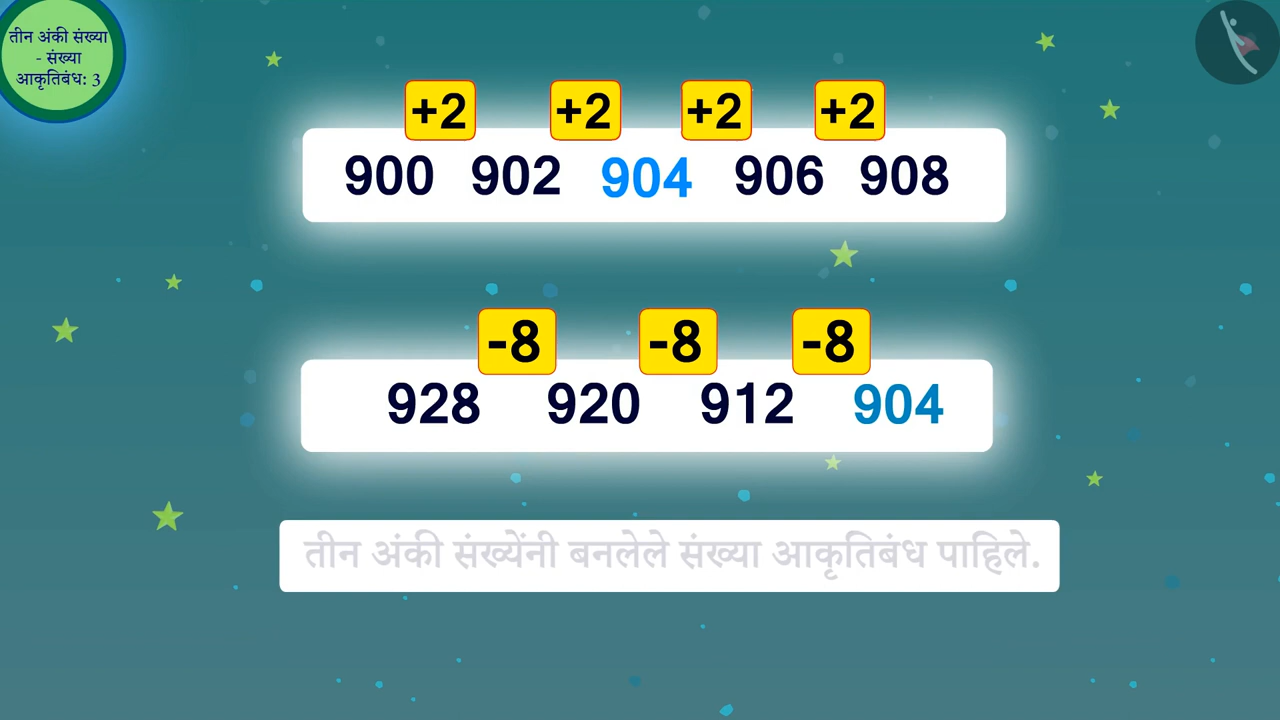 तीन अंकी संख्या
- संख्या
आकृतिबंध: 3
+2 +2 +2 +2
900 902 904 906 908
-8 -8 -8
928 920 912 904
तीन अंकी संख्येंनी बनलेले संख्या आकृतिबंध पाहिले.